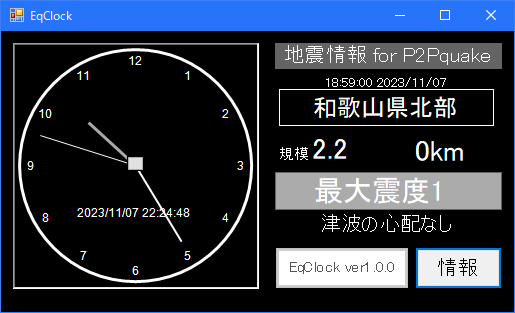 EqClock
12
1
2
3
4
5
6
7
8
9
10
11
2023/11/07 22:24:48
地震情報 for P2Pquake
18:59:00 2023/11/07
和歌山県北部
規模 2.2 0km
最大震度1
津波の心配なし
EqClock ver1.0.0
情報